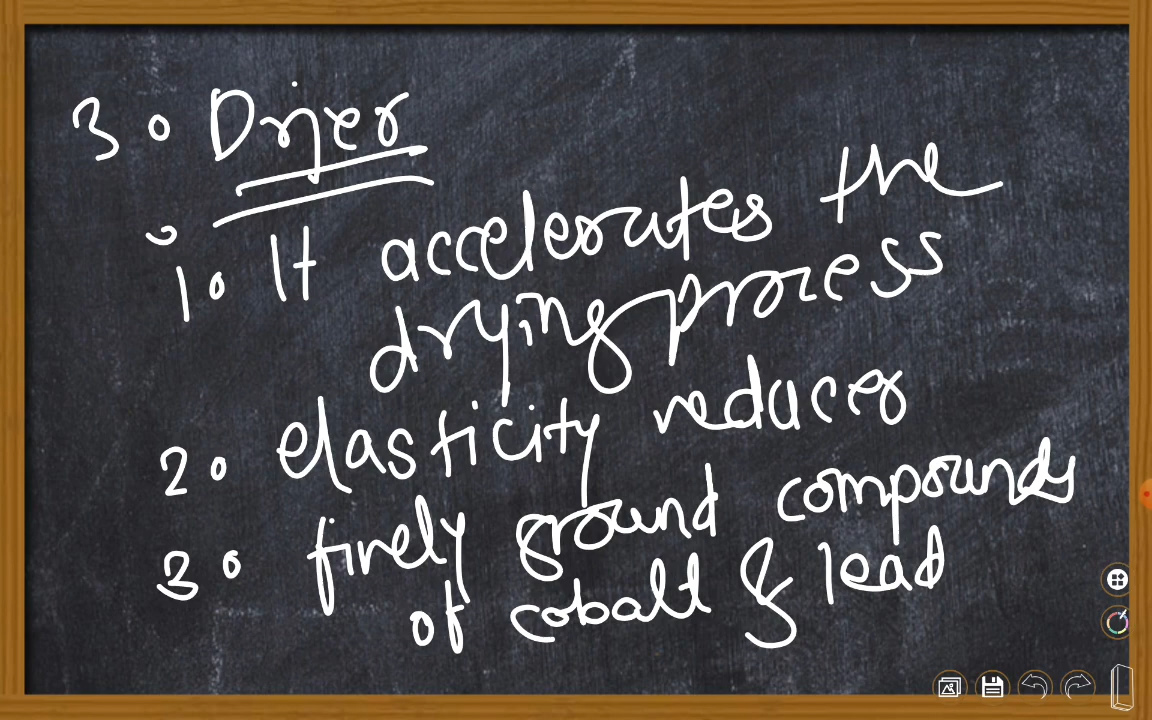 3. Drier
1. It accelerates the
drying process
2. elasticity reduces
3. finely ground compounds
of cobalt & lead